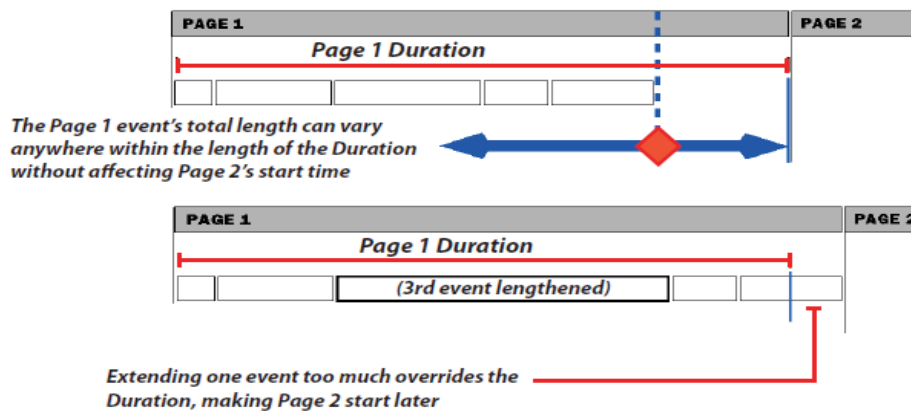 PAGE 1
PAGE 2
Page 1 Duration
The Page 1 event's total length can vary
anywhere within the length of the Duration
without affecting Page 2's start time
PAGE 1
PAGE 2
Page 1 Duration
(3rd event lengthened)
Extending one event too much overrides the
Duration, making Page 2 start later